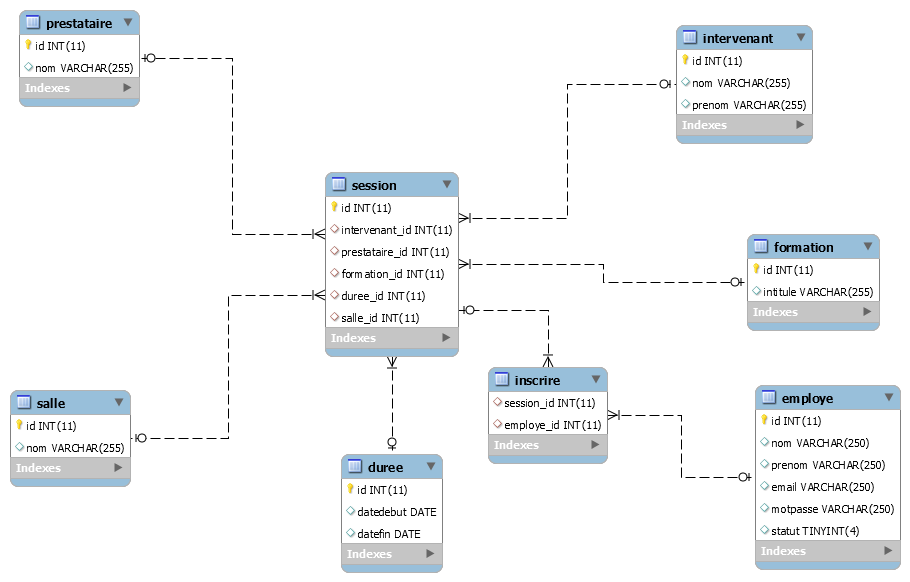 prestataire
id INT(11)
nom VARCHAR(255)
Indexes
intervenant
id INT(11)
nom VARCHAR(255)
prenom VARCHAR(255)
Indexes
session
id INT(11)
intervenant_id INT(11)
prestataire_id INT(11)
formation_id INT(11)
duree_id INT(11)
salle_id INT(11)
Indexes
formation
id INT(11)
intitule VARCHAR(255)
Indexes
salle
id INT(11)
nom VARCHAR(255)
Indexes
inscrire
session_id INT(11)
employe_id INT(11)
Indexes
employe
id INT(11)
nom VARCHAR(250)
prenom VARCHAR(250)
email VARCHAR(250)
motpasse VARCHAR(250)
statut TINYINT(4)
Indexes
duree
id INT(11)
datedebut DATE
datefin DATE
Indexes